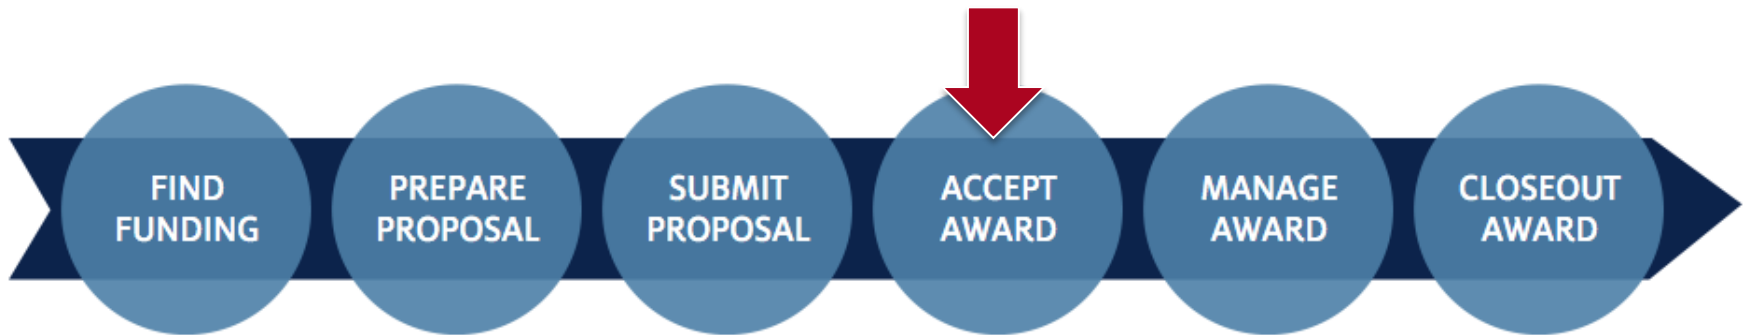 FIND
FUNDING
PREPARE
PROPOSAL
SUBMIT
PROPOSAL
ACCEPT
AWARD
MANAGE
AWARD
CLOSEOUT
AWARD